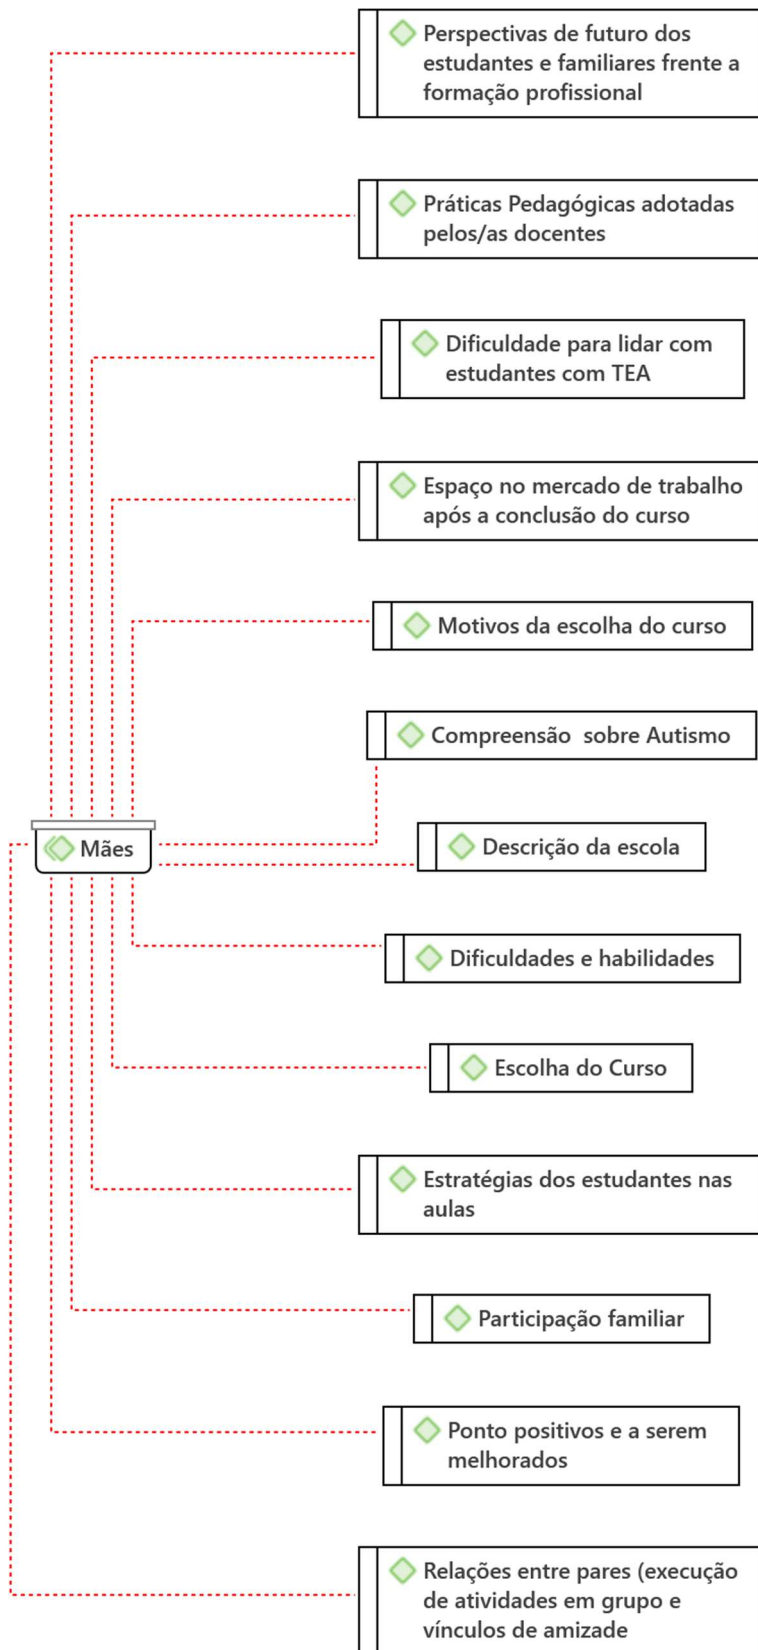 Perspectivas de futuro dos
estudantes e familiares frente a
formação profissional
Práticas Pedagógicas adotadas
pelos/as docentes
Dificuldade para lidar com
estudantes com TEA
Espaço no mercado de trabalho
após a conclusão do curso
Motivos da escolha do curso
Compreensão  sobre Autismo
Mães
Descrição da escola
Dificuldades e habilidades
Escolha do Curso
Estratégias dos estudantes nas
aulas
Participação familiar
Ponto positivos e a serem
melhorados
Relações entre pares (execução
de atividades em grupo e
vínculos de amizade